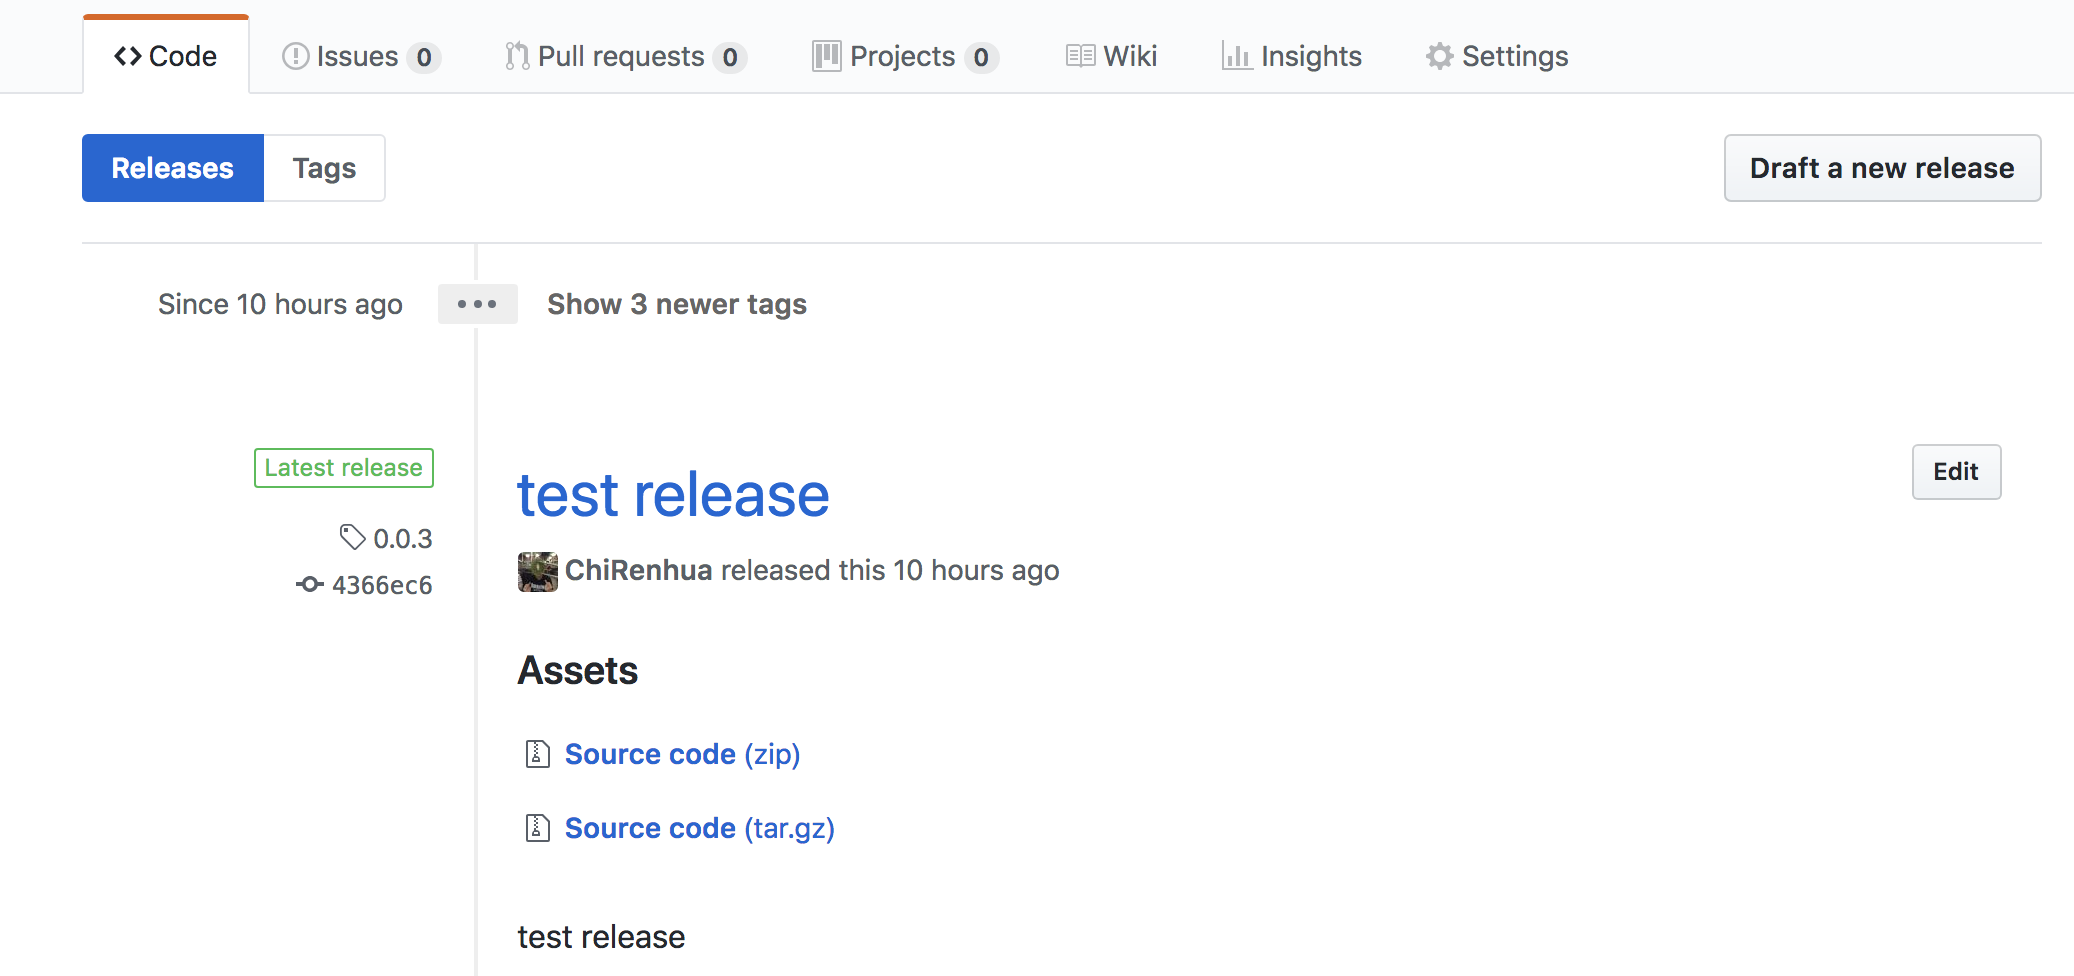 Code Issues 0 Pull requests 0 Projects 0 Wiki Insights Settings
Releases Tags Draft a new release
Since 10 hours ago Show 3 newer tags
Latest release
test release Edit
0.0.3
ChiRenhua released this 10 hours ago
4366ec6
Assets
Source code (zip)
Source code (tar.gz)
test release